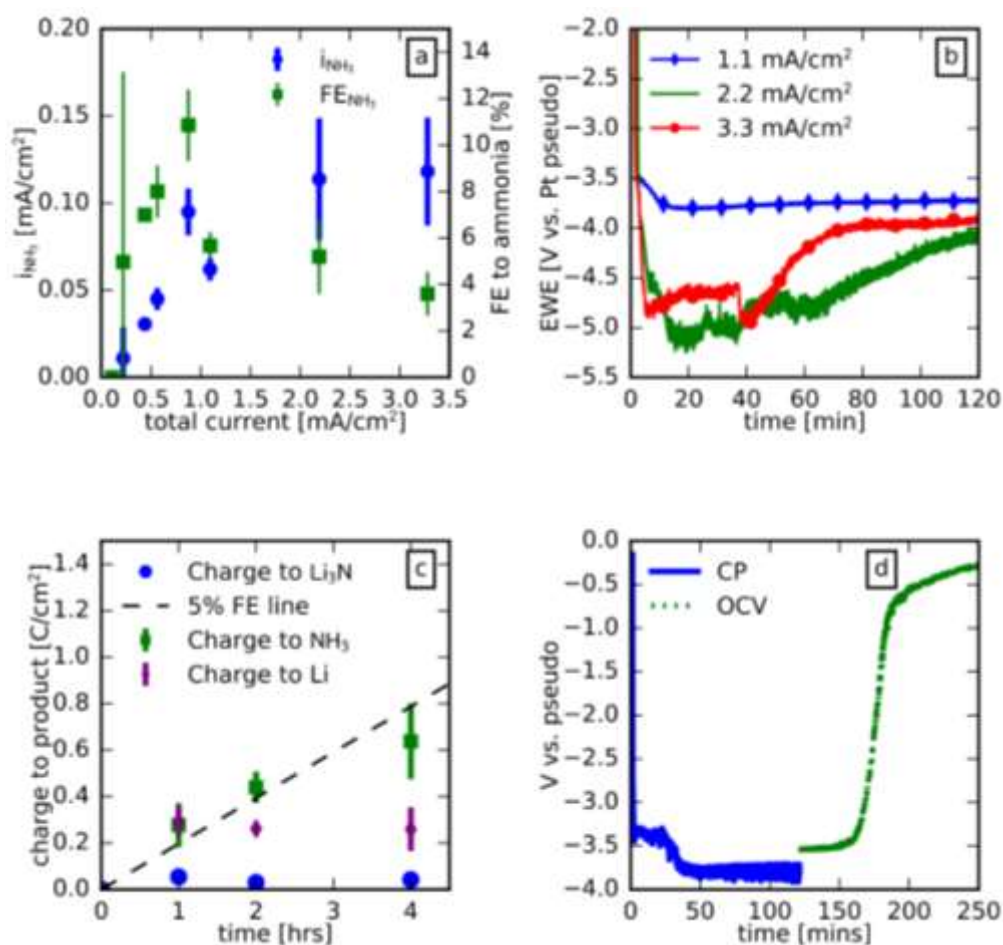 a
i_NH₃
FE_NH₃
0.20
0.15
0.10
0.05
0.00
i_NH₃ [mA/cm²]
14
12
10
8
6
4
2
0
FE to ammonia [%]
0.0 0.5 1.0 1.5 2.0 2.5 3.0 3.5
total current [mA/cm²]
b
1.1 mA/cm²
2.2 mA/cm²
3.3 mA/cm²
−2.0
−2.5
−3.0
−3.5
−4.0
−4.5
−5.0
−5.5
EWE [V vs. Pt pseudo]
0 20 40 60 80 100 120
time [min]
c
Charge to Li₃N
5% FE line
Charge to NH₃
Charge to Li
1.4
1.2
1.0
0.8
0.6
0.4
0.2
0.0
charge to product [C/cm²]
0 1 2 3 4
time [hrs]
d
CP
OCV
0.0
−0.5
−1.0
−1.5
−2.0
−2.5
−3.0
−3.5
−4.0
V vs. pseudo
0 50 100 150 200 250
time [mins]